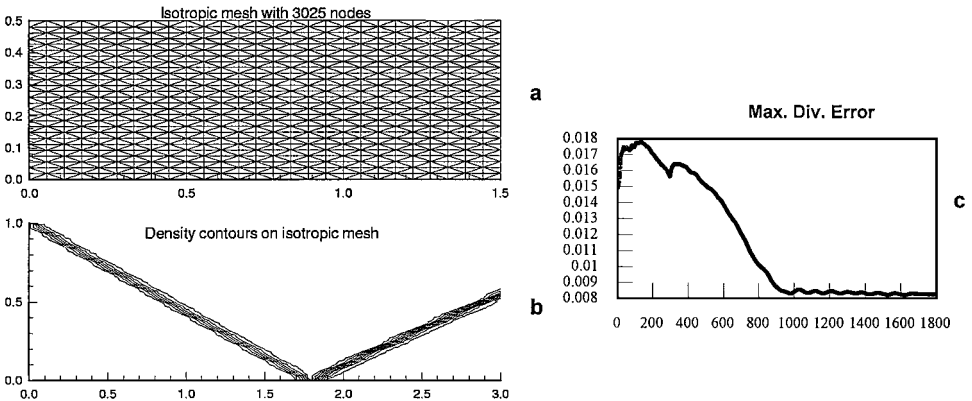 Isotropic mesh with 3025 nodes
0.5
0.4
0.3
0.2
0.1
0.0
0.0 0.5 1.0 1.5
a
Density contours on isotropic mesh
1.0
0.5
0.0
0.0 0.5 1.0 1.5 2.0 2.5 3.0
b
Max. Div. Error
0.018
0.017
0.016
0.015
0.014
0.013
0.012
0.011
0.01
0.009
0.008
0 200 400 600 800 1000 1200 1400 1600 1800
c